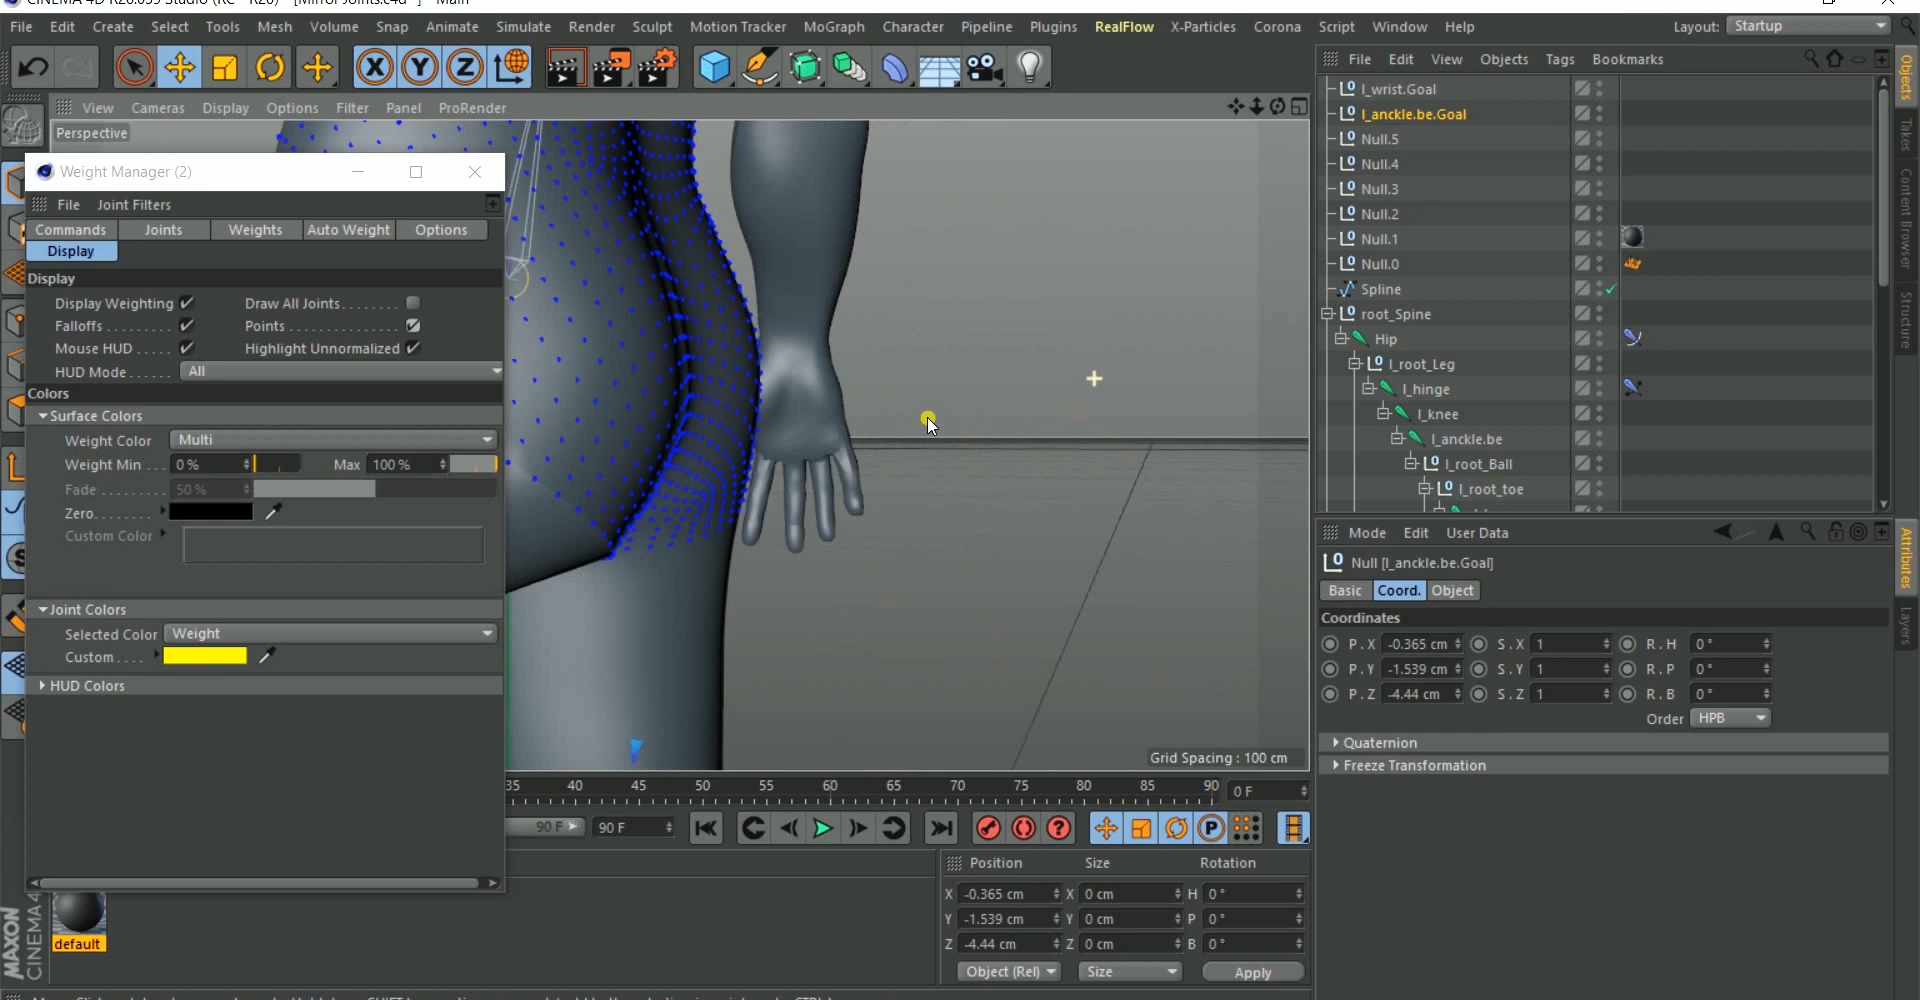 CINEMA 4D R20.059 Studio (RC - R20) - [Mirror Joints.c4d *] - Main
File Edit Create Select Tools Mesh Volume Snap Animate Simulate Render Sculpt Motion Tracker MoGraph Character Pipeline Plugins RealFlow X-Particles Corona Script Window Help Layout: Startup
File Edit View Objects Tags Bookmarks
View Cameras Display Options Filter Panel ProRender
Perspective
Weight Manager (2)
File Joint Filters
Commands Joints Weights Auto Weight Options
Display
Display
Display Weighting Draw All Joints
Falloffs Points
Mouse HUD Highlight Unnormalized
HUD Mode All
Colors
Surface Colors
Weight Color Multi
Weight Min 0 % Max 100 %
Fade 50 %
Zero
Custom Color
Joint Colors
Selected Color Weight
Custom
HUD Colors
Grid Spacing : 100 cm
35 40 45 50 55 60 65 70 75 80 85 90 0 F
90 F 90 F
Position Size Rotation
X -0.365 cm X 0 cm H 0 °
Y -1.539 cm Y 0 cm P 0 °
Z -4.44 cm Z 0 cm B 0 °
Object (Rel) Size Apply
default
MAXON
CINEMA 4
l_wrist.Goal
l_anckle.be.Goal
Null.5
Null.4
Null.3
Null.2
Null.1
Null.0
Spline
root_Spine
Hip
l_root_Leg
l_hinge
l_knee
l_anckle.be
l_root_Ball
l_root_toe
Objects
Takes
Content Browser
Structure
Mode Edit User Data
Null [l_anckle.be.Goal]
Basic Coord. Object
Coordinates
P . X -0.365 cm S . X 1 R . H 0 °
P . Y -1.539 cm S . Y 1 R . P 0 °
P . Z -4.44 cm S . Z 1 R . B 0 °
Order HPB
Quaternion
Freeze Transformation
Attributes
Layers